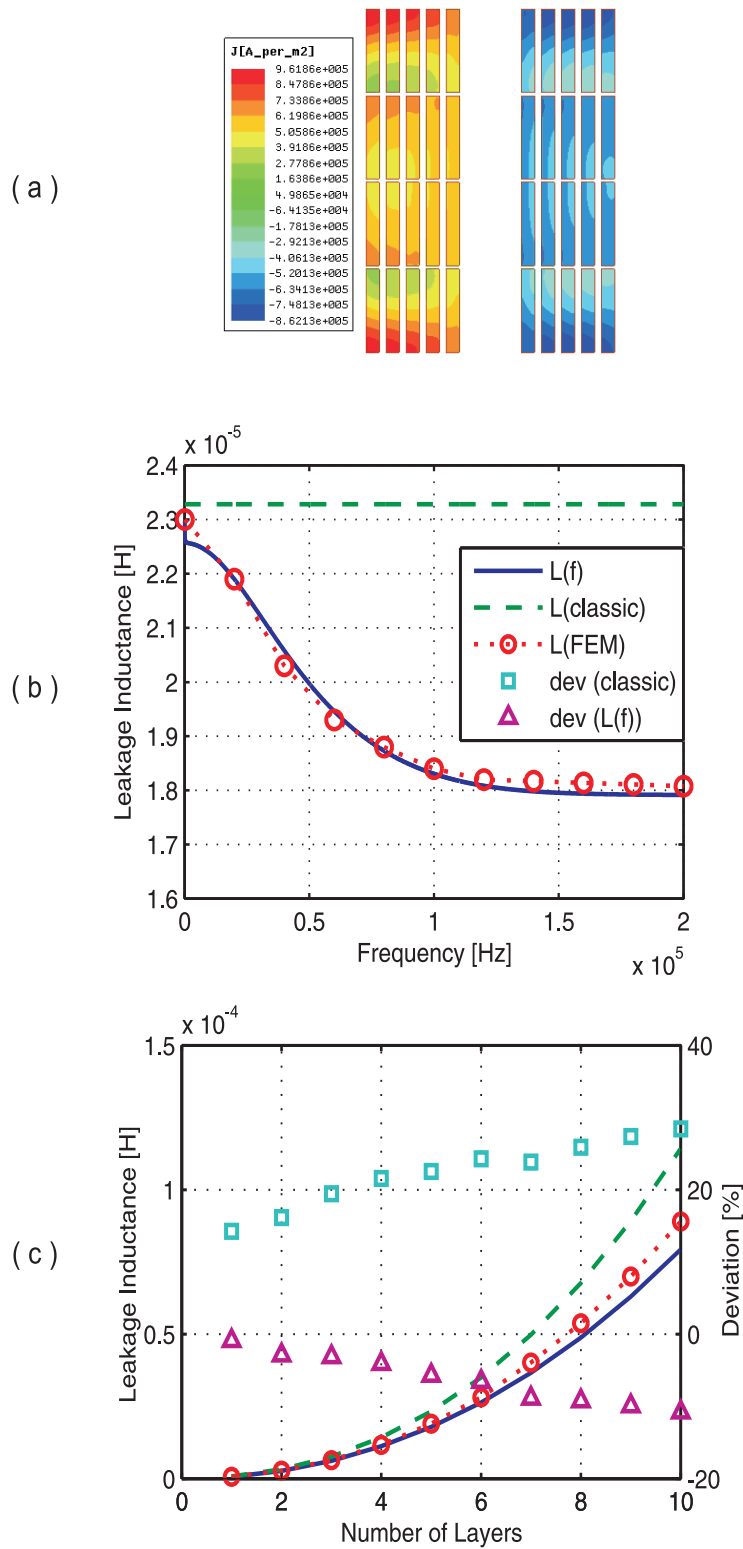 ( a )
J[A_per_m2]
9.6186e+005
8.4786e+005
7.3386e+005
6.1986e+005
5.0586e+005
3.9186e+005
2.7786e+005
1.6386e+005
4.9865e+004
-6.4135e+004
-1.7813e+005
-2.9213e+005
-4.0613e+005
-5.2013e+005
-6.3413e+005
-7.4813e+005
-8.6213e+005
( b )
x 10^-5
2.4
2.3
2.2
2.1
2
1.9
1.8
1.7
1.6
Leakage Inductance [H]
L(f)
L(classic)
L(FEM)
dev (classic)
dev (L(f))
0 0.5 1 1.5 2
Frequency [Hz]
x 10^5
( c )
x 10^-4
1.5
1
0.5
0
Leakage Inductance [H]
40
20
0
-20
Deviation [%]
0 2 4 6 8 10
Number of Layers